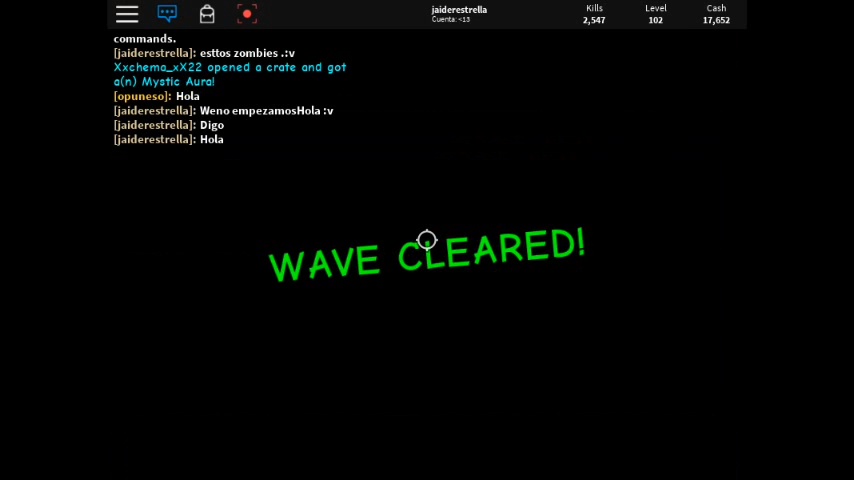 jaiderestrella
Cuenta: <13
Kills
2,547
Level
102
Cash
17,652
commands.
[jaiderestrella]: esttos zombies .:v
Xxchema_xX22 opened a crate and got
a(n) Mystic Aura!
[opuneso]: Hola
[jaiderestrella]: Weno empezamosHola :v
[jaiderestrella]: Digo
[jaiderestrella]: Hola
WAVE CLEARED!